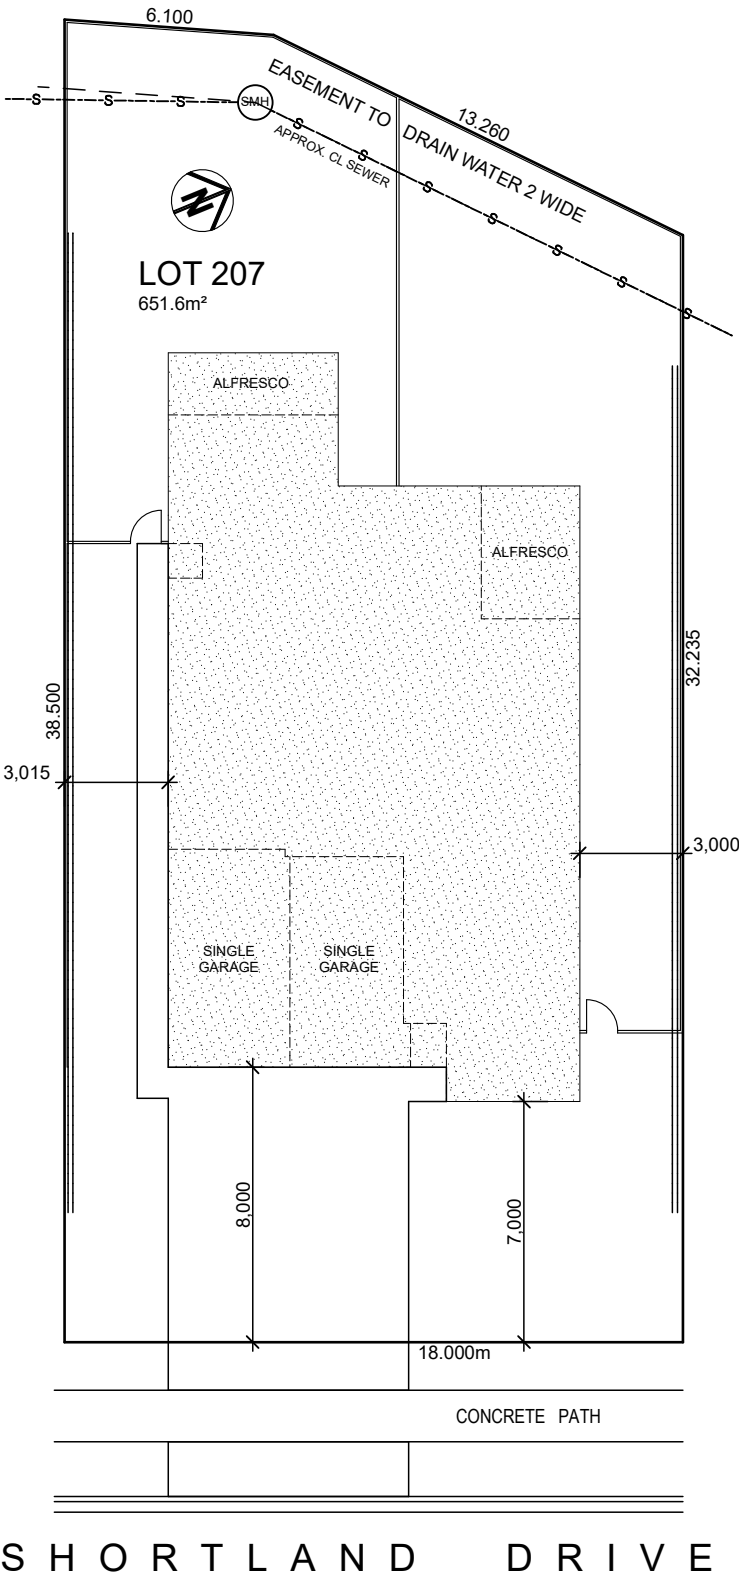 6.100
EASEMENT TO DRAIN WATER 2 WIDE
13.260
S S S SMH S S S S S S S
APPROX. CL SEWER
N
LOT 207
651.6m²
ALFRESCO
ALFRESCO
38.500
32.235
3,015
3,000
SINGLE
GARAGE
SINGLE
GARAGE
8,000
7,000
18.000m
CONCRETE PATH
SHORTLAND DRIVE